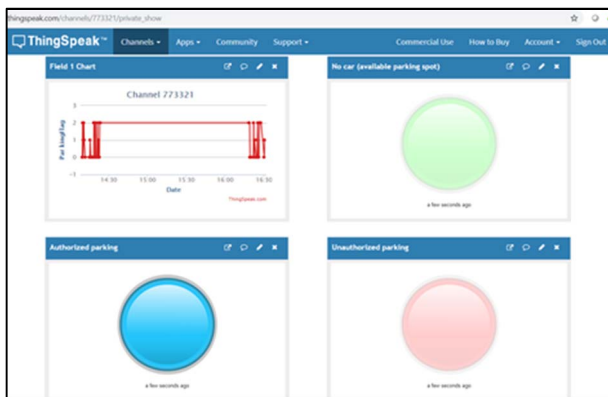 thingspeak.com/channels/773321/private_show
ThingSpeak™ Channels Apps Community Support Commercial Use How to Buy Account Sign Out
Field 1 Chart
Channel 773321
3
2
1
0
-1
Parkingflag
14:30 15:00 15:30 16:00 16:30
Date
ThingSpeak.com
No car (available parking spot)
a few seconds ago
Authorized parking
a few seconds ago
Unauthorized parking
a few seconds ago